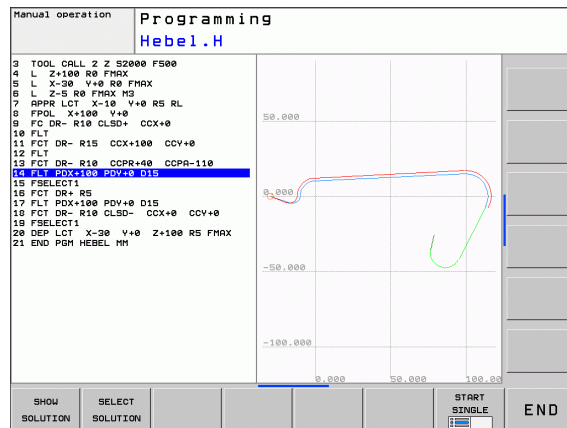 Manual operation
Programming
Hebel.H
3 TOOL CALL 2 Z S2000 F500
4 L Z+100 R0 FMAX
5 L X-30 Y+0 R0 FMAX
6 L Z-5 R0 FMAX M3
7 APPR LCT X-10 Y+0 R5 RL
8 FPOL X+100 Y+0
9 FC DR- R10 CLSD+ CCX+0
10 FLT
11 FCT DR- R15 CCX+100 CCY+0
12 FLT
13 FCT DR- R10 CCPR+40 CCPA-110
14 FLT PDX+100 PDY+0 D15
15 FSELECT1
16 FCT DR+ R5
17 FLT PDX+100 PDY+0 D15
18 FCT DR- R10 CLSD- CCX+0 CCY+0
19 FSELECT1
20 DEP LCT X-30 Y+0 Z+100 R5 FMAX
21 END PGM HEBEL MM
50.000
0.000
-50.000
-100.000
0.000 50.000 100.00
SHOW SOLUTION
SELECT SOLUTION
START SINGLE
END